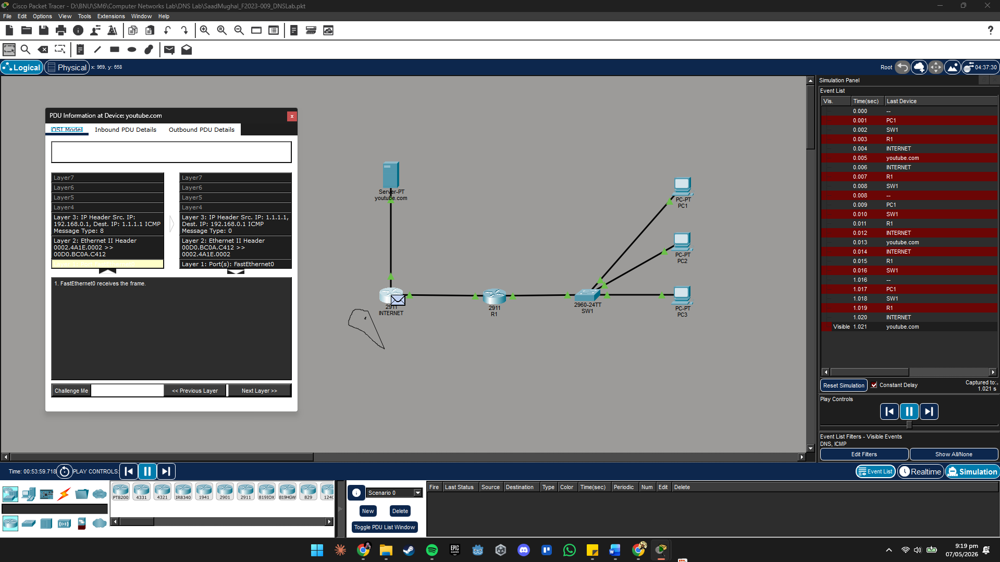 Cisco Packet Tracer - D:\BNU\SM6\Computer Networks Lab\DNS Lab\SaadMughal_F2023-009_DNSLab.pkt
File Edit Options View Tools Extensions Window Help
?
Logical Physical x: 969, y: 658 Root 04:37:30
PDU Information at Device: youtube.com x
OSI Model Inbound PDU Details Outbound PDU Details
Layer7
Layer6
Layer5
Layer4
Layer 3: IP Header Src. IP:
192.168.0.1, Dest. IP: 1.1.1.1 ICMP
Message Type: 8
Layer 2: Ethernet II Header
0002.4A1E.0002 >>
00D0.BC0A.C412
Layer7
Layer6
Layer5
Layer4
Layer 3: IP Header Src. IP: 1.1.1.1,
Dest. IP: 192.168.0.1 ICMP
Message Type: 0
Layer 2: Ethernet II Header
00D0.BC0A.C412 >>
0002.4A1E.0002
Layer 1: Port(s): FastEthernet0
1. FastEthernet0 receives the frame.
Challenge Me << Previous Layer Next Layer >>
Server-PT
youtube.com
2911
INTERNET
4
2911
R1
2960-24TT
SW1
PC-PT
PC1
PC-PT
PC2
PC-PT
PC3
Simulation Panel
Event List
Vis. Time(sec) Last Device
0.000 --
0.001 PC1
0.002 SW1
0.003 R1
0.004 INTERNET
0.005 youtube.com
0.006 INTERNET
0.007 R1
0.008 SW1
0.008 --
0.009 PC1
0.010 SW1
0.011 R1
0.012 INTERNET
0.013 youtube.com
0.014 INTERNET
0.015 R1
0.016 SW1
1.016 --
1.017 PC1
1.018 SW1
1.019 R1
1.020 INTERNET
Visible 1.021 youtube.com
Reset Simulation Constant Delay Captured to:
1.021 s
Play Controls
Event List Filters - Visible Events
DNS, ICMP
Edit Filters Show All/None
Time: 00:53:59.718 PLAY CONTROLS: Event List Realtime Simulation
PT8200 4331 4321 IR8340 1941 2901 2911 819IOX 819HGW 829 1240
Scenario 0
New Delete
Toggle PDU List Window
Fire Last Status Source Destination Type Color Time(sec) Periodic Num Edit Delete
EPIC GAMES
9:19 pm
07/05/2026